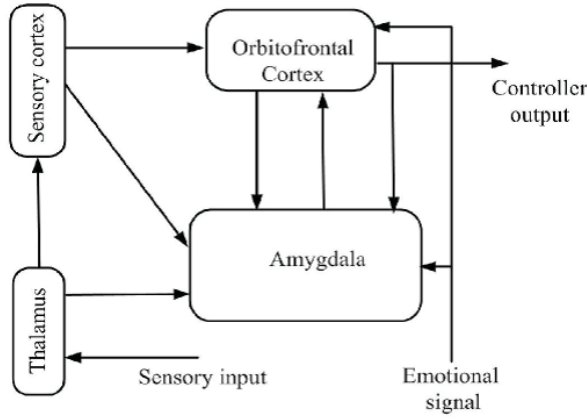 Sensory cortex
Orbitofrontal
Cortex
Controller
output
Amygdala
Thalamus
Sensory input
Emotional
signal